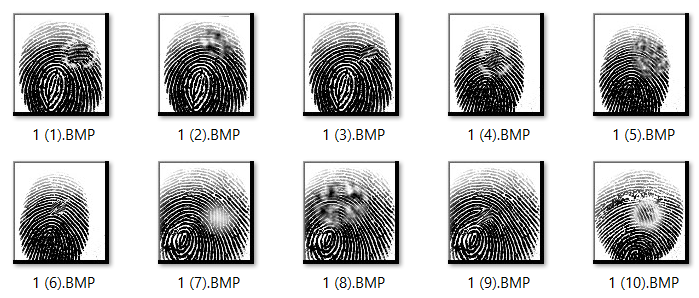 1 (1).BMP
1 (2).BMP
1 (3).BMP
1 (4).BMP
1 (5).BMP
1 (6).BMP
1 (7).BMP
1 (8).BMP
1 (9).BMP
1 (10).BMP